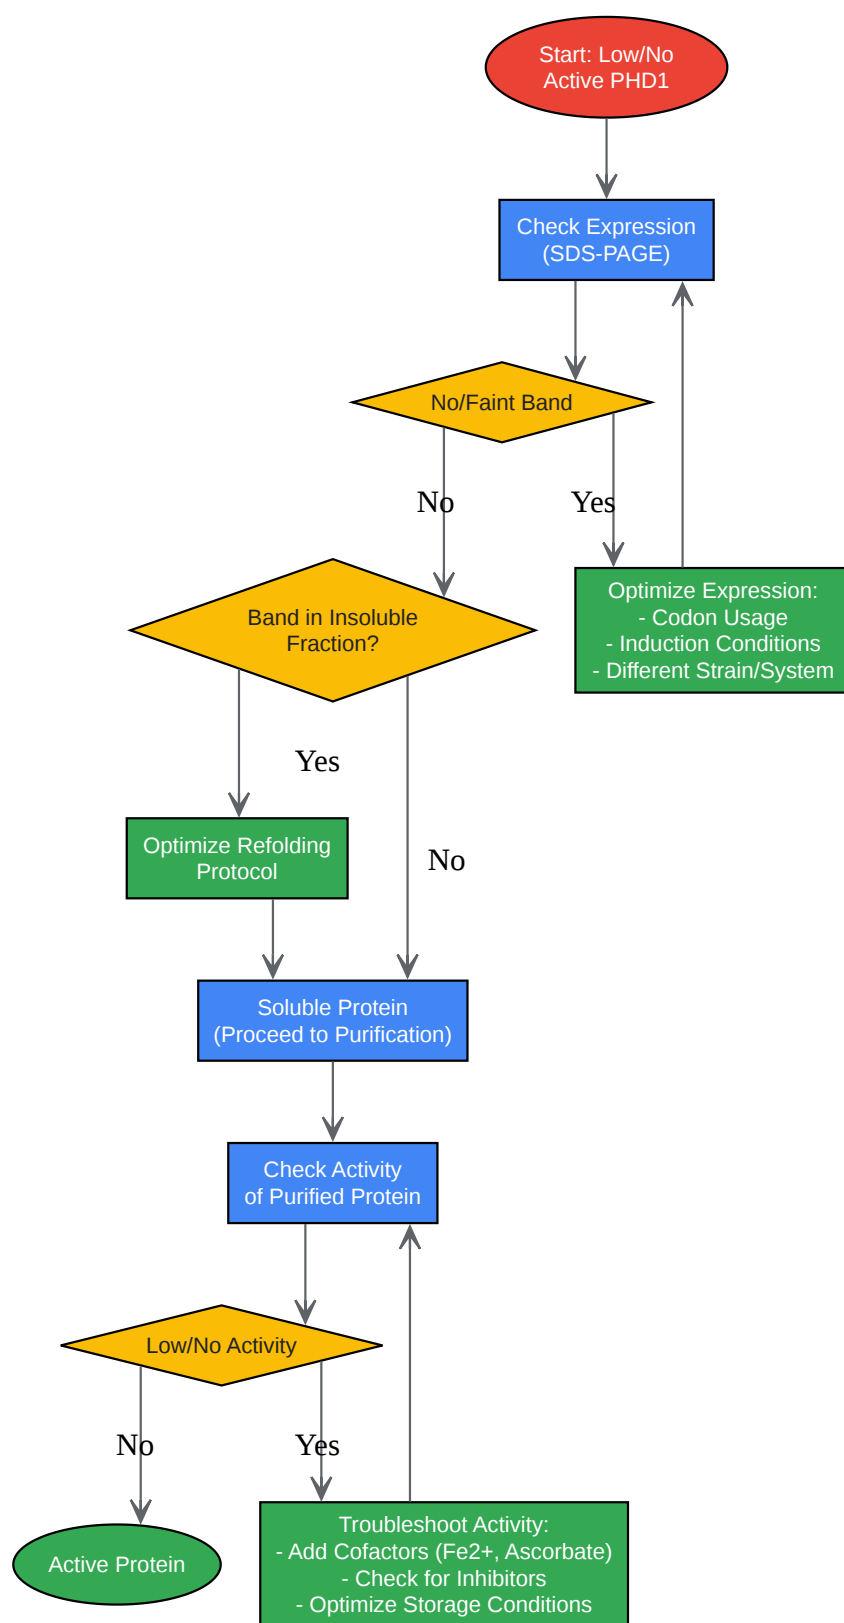 Start: Low/No
Active PHD1
Check Expression
(SDS-PAGE)
No/Faint Band
No
Yes
Optimize Expression:
- Codon Usage
- Induction Conditions
- Different Strain/System
Band in Insoluble
Fraction?
Yes
No
Optimize Refolding
Protocol
Soluble Protein
(Proceed to Purification)
Check Activity
of Purified Protein
Low/No Activity
No
Yes
Active Protein
Troubleshoot Activity:
- Add Cofactors (Fe2+, Ascorbate)
- Check for Inhibitors
- Optimize Storage Conditions